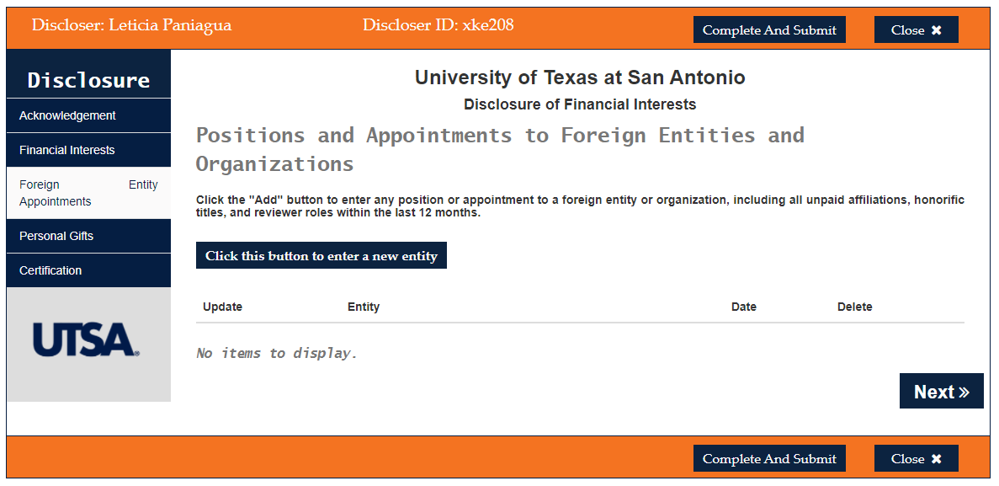 Discloser: Leticia Paniagua
Discloser ID: xke208
Complete And Submit
Close ✖
Disclosure
Acknowledgement
Financial Interests
Foreign Entity
Appointments
Personal Gifts
Certification
UTSA®
University of Texas at San Antonio
Disclosure of Financial Interests
Positions and Appointments to Foreign Entities and
Organizations
Click the "Add" button to enter any position or appointment to a foreign entity or organization, including all unpaid affiliations, honorific
titles, and reviewer roles within the last 12 months.
Click this button to enter a new entity
Update Entity Date Delete
No items to display.
Next »
Complete And Submit
Close ✖